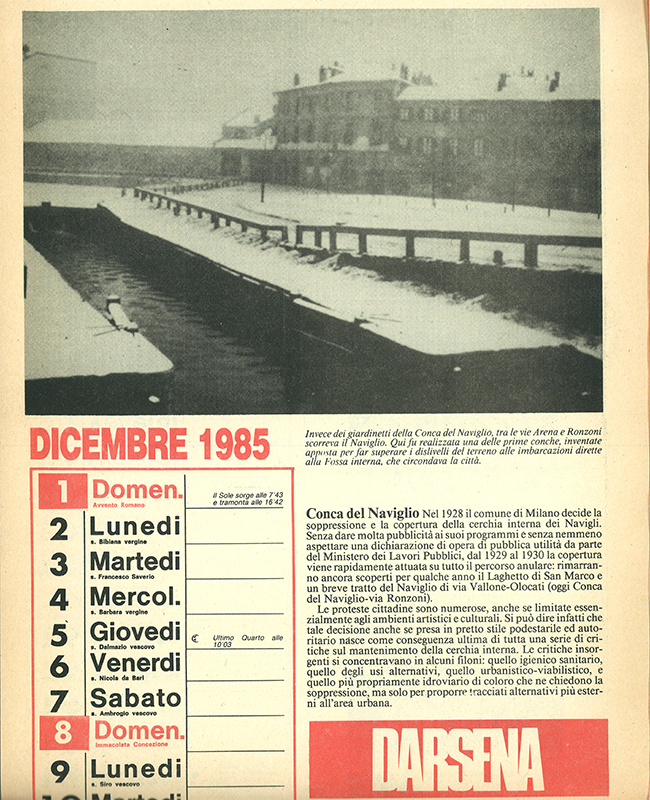 DICEMBRE 1985
Invece dei giardinetti della Conca del Naviglio, tra le vie Arena e Ronzoni
scorreva il Naviglio. Qui fu realizzata una delle prime conche, inventate
apposta per far superare i dislivelli del terreno alle imbarcazioni dirette
alla Fossa interna, che circondava la città.
1 Domen. Il Sole sorge alle 7'43
Avvento Romano e tramonta alle 16'42
2 Lunedi
s. Bibiana vergine
3 Martedi
s. Francesco Saverio
4 Mercol.
s. Barbara vergine
5 Giovedi Ultimo Quarto alle
s. Dalmazio vescovo 10'03
6 Venerdi
s. Nicola da Bari
7 Sabato
s. Ambrogio vescovo
8 Domen.
Immacolata Concezione
9 Lunedi
s. Siro vescovo
10 Martedi
Conca del Naviglio Nel 1928 il comune di Milano decide la
soppressione e la copertura della cerchia interna dei Navigli.
Senza dare molta pubblicità ai suoi programmi e senza nemmeno
aspettare una dichiarazione di opera di pubblica utilità da parte
del Ministero dei Lavori Pubblici, dal 1929 al 1930 la copertura
viene rapidamente attuata su tutto il percorso anulare: rimarran-
no ancora scoperti per qualche anno il Laghetto di San Marco e
un breve tratto del Naviglio di via Vallone-Olocati (oggi Conca
del Naviglio-via Ronzoni).
Le proteste cittadine sono numerose, anche se limitate essen-
zialmente agli ambienti artistici e culturali. Si può dire infatti che
tale decisione anche se presa in pretto stile podestarile ed auto-
ritario nasce come conseguenza ultima di tutta una serie di cri-
tiche sul mantenimento della cerchia interna. Le critiche insor-
genti si concentravano in alcuni filoni: quello igienico sanitario,
quello degli usi alternativi, quello urbanistico-viabilistico, e
quello più propriamente idroviario di coloro che ne chiedono la
soppressione, ma solo per proporre tracciati alternativi più ester-
ni all'area urbana.
DARSENA